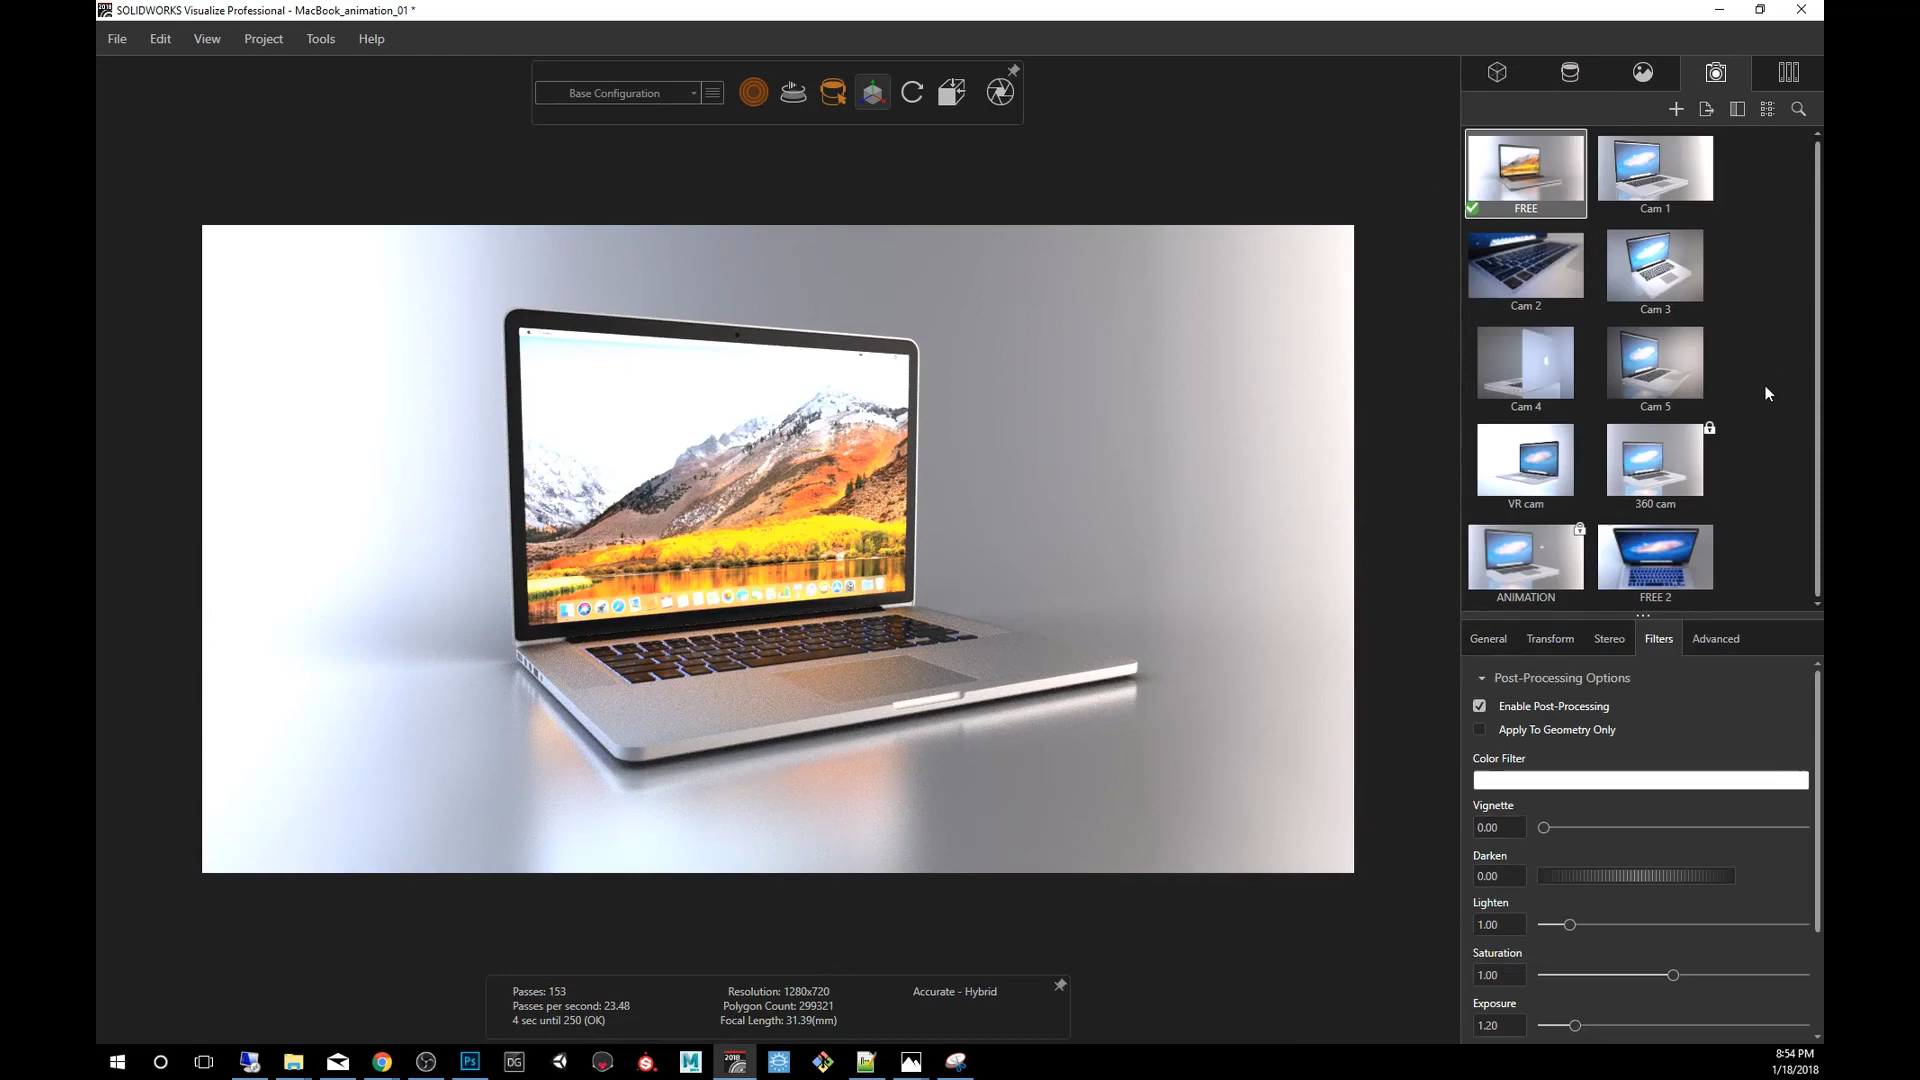 2018 SOLIDWORKS Visualize Professional - MacBook_animation_01 *
File Edit View Project Tools Help
Base Configuration
FREE
Cam 1
Cam 2
Cam 3
Cam 4
Cam 5
VR cam
360 cam
ANIMATION
FREE 2
General Transform Stereo Filters Advanced
Post-Processing Options
Enable Post-Processing
Apply To Geometry Only
Color Filter
Vignette
0.00
Darken
0.00
Lighten
1.00
Saturation
1.00
Exposure
1.20
Passes: 153
Passes per second: 23.48
4 sec until 250 (OK)
Resolution: 1280x720
Polygon Count: 299321
Focal Length: 31.39(mm)
Accurate - Hybrid
Ps
DG
M
2018
8:54 PM
1/18/2018